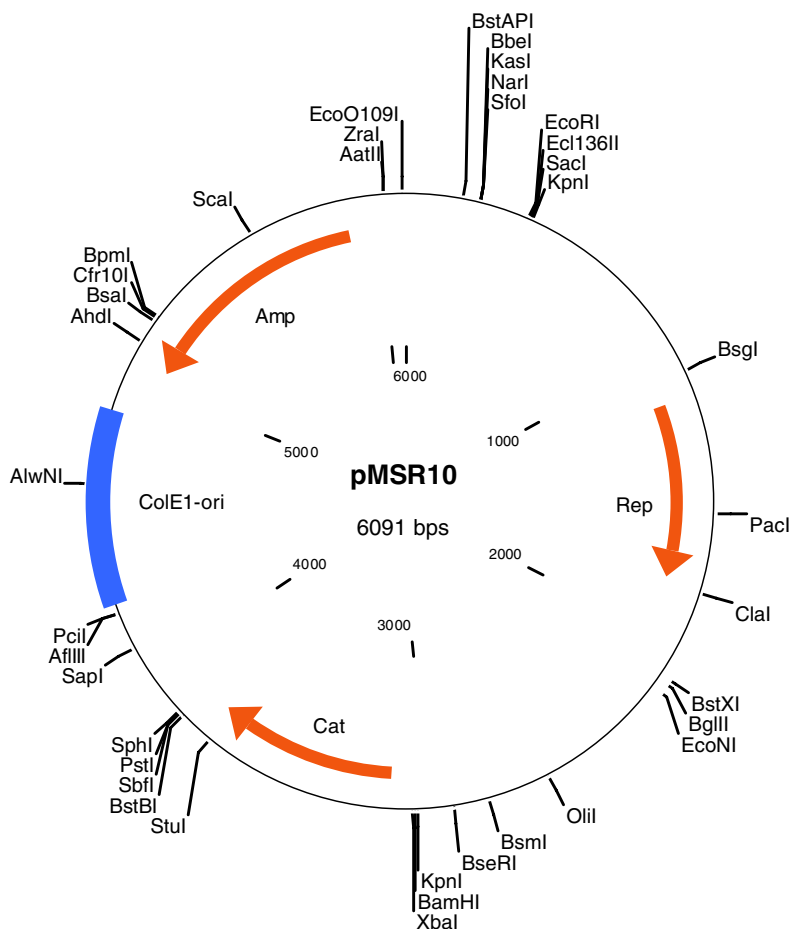 BstAPI
BbeI
KasI
NarI
SfoI
EcoO109I
ZraI
AatII
EcoRI
Ecl136II
SacI
KpnI
ScaI
BpmI
Cfr10I
BsaI
AhdI
Amp
BsgI
6000
1000
5000
pMSR10
6091 bps
AlwNI
ColE1-ori
Rep
PacI
2000
4000
ClaI
3000
PciI
AflIII
SapI
BstXI
BglII
EcoNI
Cat
SphI
PstI
SbfI
BstBI
StuI
OliI
BsmI
BseRI
KpnI
BamHI
XbaI